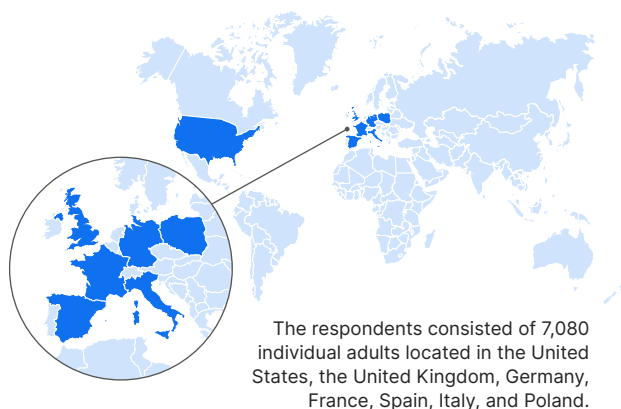 The respondents consisted of 7,080
individual adults located in the United
States, the United Kingdom, Germany,
France, Spain, Italy, and Poland.